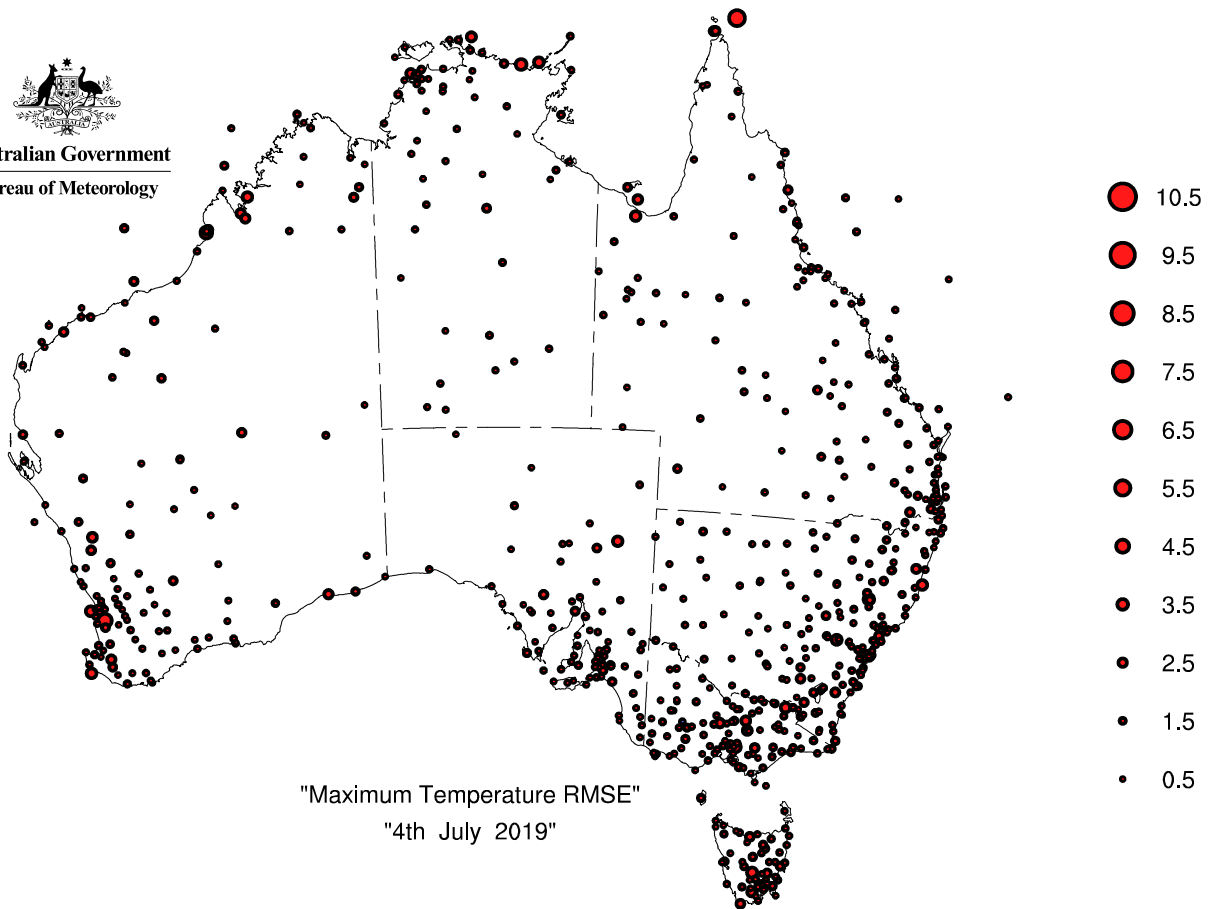 AUSTRALIA
tralian Government
reau of Meteorology
10.5
9.5
8.5
7.5
6.5
5.5
4.5
3.5
2.5
1.5
0.5
"Maximum Temperature RMSE"
"4th July 2019"